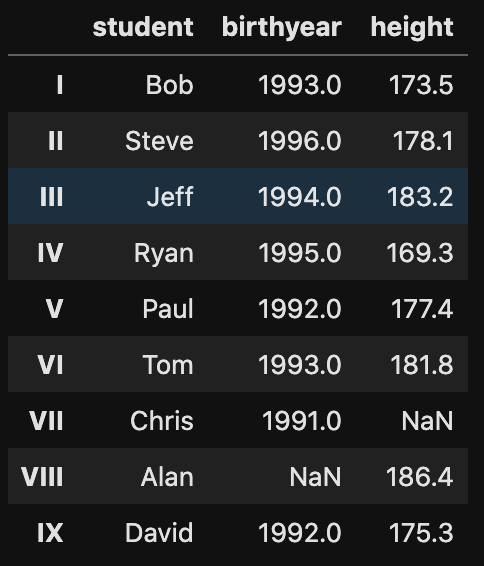 student birthyear height
I Bob 1993.0 173.5
II Steve 1996.0 178.1
III Jeff 1994.0 183.2
IV Ryan 1995.0 169.3
V Paul 1992.0 177.4
VI Tom 1993.0 181.8
VII Chris 1991.0 NaN
VIII Alan NaN 186.4
IX David 1992.0 175.3